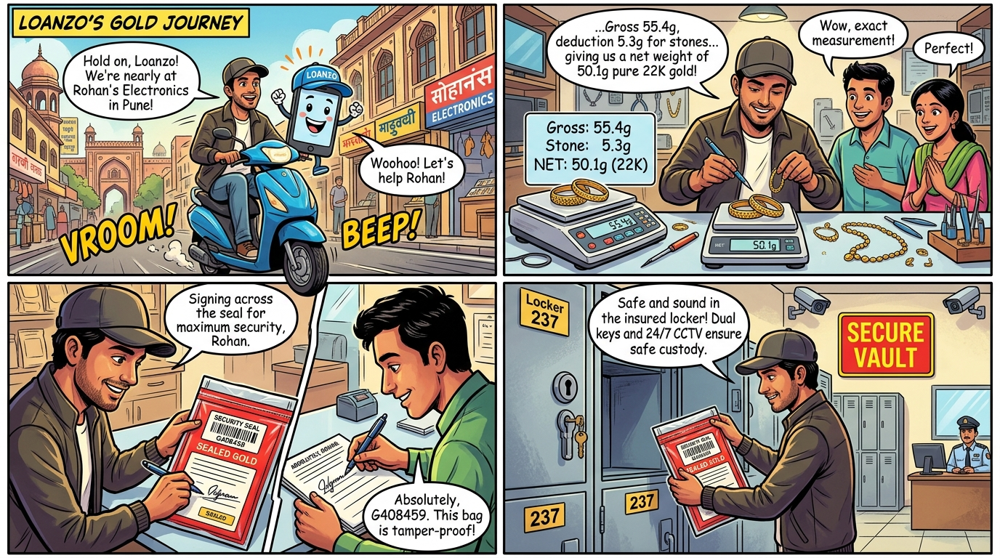 LOANZO'S GOLD JOURNEY
Hold on, Loanzo!
We're nearly at
Rohan's Electronics
in Pune!
LOANZO
Woohoo! Let's
help Rohan!
सोहानंस
ELECTRONICS
माडुवव्वी
VROOM!
BEEP!
...Gross 55.4g,
deduction 5.3g for stones...
giving us a net weight of
50.1g pure 22K gold!
Wow, exact
measurement!
Perfect!
Gross: 55.4g
Stone: 5.3g
NET: 50.1g (22K)
55.4g
NET 50.1g
Signing across
the seal for
maximum security,
Rohan.
SECURITY SEAL
SEALED GOLD
SEALED
Absolutely,
G408459. This bag
is tamper-proof!
Locker
237
Safe and sound in
the insured locker! Dual
keys and 24/7 CCTV ensure
safe custody.
SECURE
VAULT
SEALED GOLD
237
237